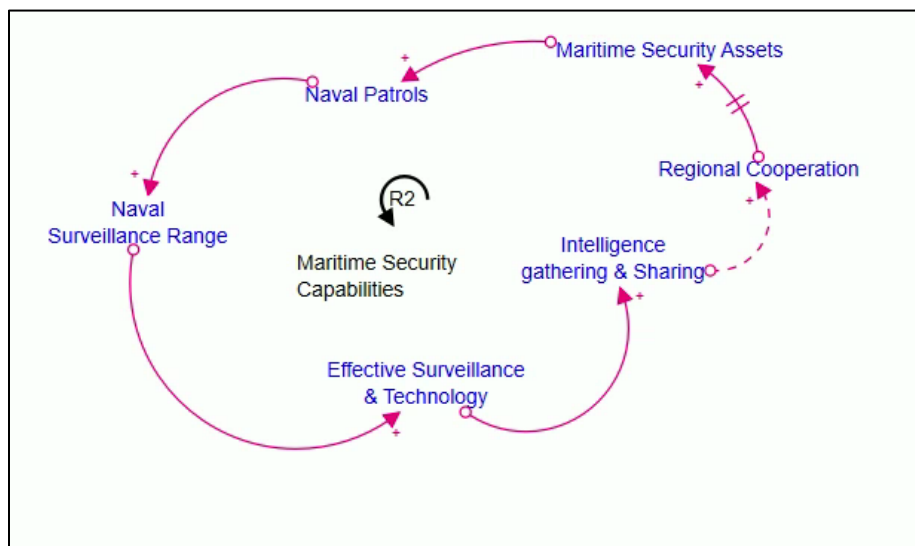 Maritime Security Assets
+
+
Naval Patrols
+
Regional Cooperation
+
+
Naval
Surveillance Range
R2
Intelligence
gathering & Sharing
+
Maritime Security
Capabilities
Effective Surveillance
& Technology
+